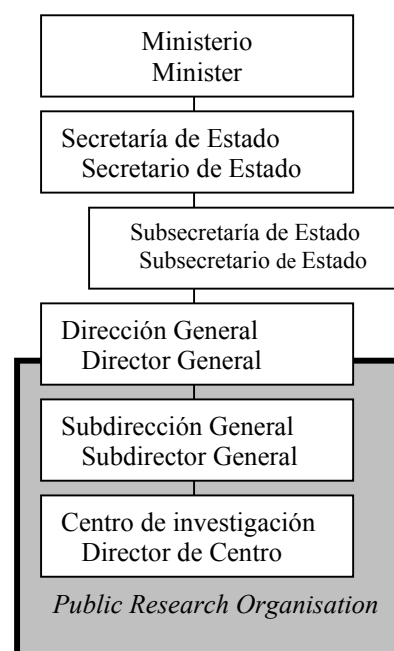 Ministerio
Minister
Secretaría de Estado
Secretario de Estado
Subsecretaría de Estado
Subsecretario de Estado
Dirección General
Director General
Subdirección General
Subdirector General
Centro de investigación
Director de Centro
Public Research Organisation